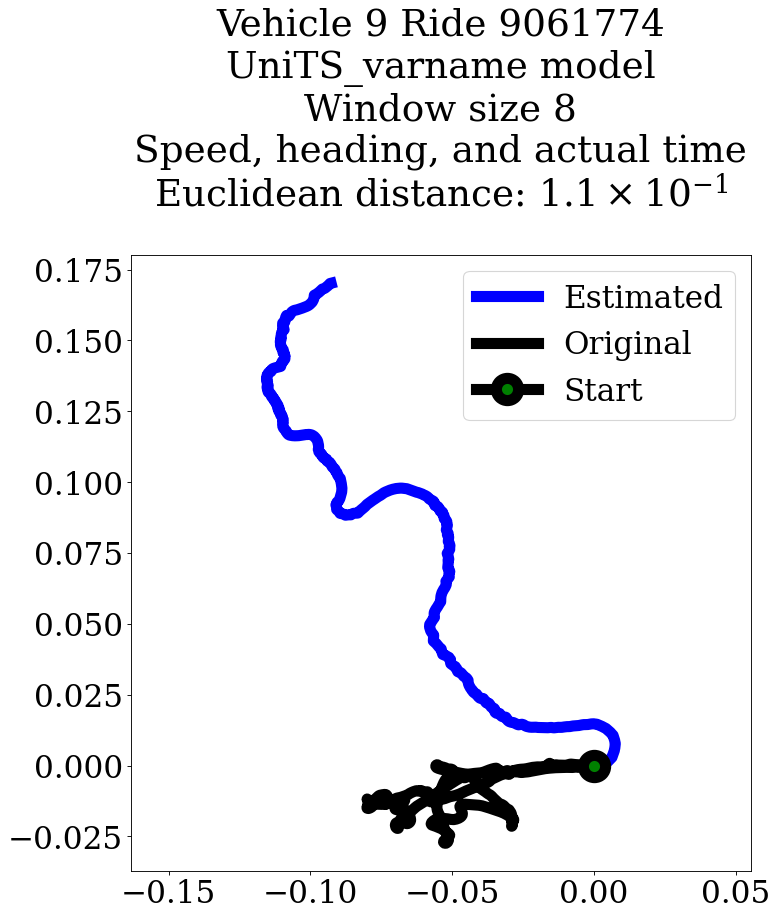 Vehicle 9 Ride 9061774
UniTS_varname model
Window size 8
Speed, heading, and actual time
Euclidean distance: 1.1 × 10⁻¹
0.175
0.150
0.125
0.100
0.075
0.050
0.025
0.000
−0.025
Estimated
Original
Start
−0.15
−0.10
−0.05
0.00
0.05